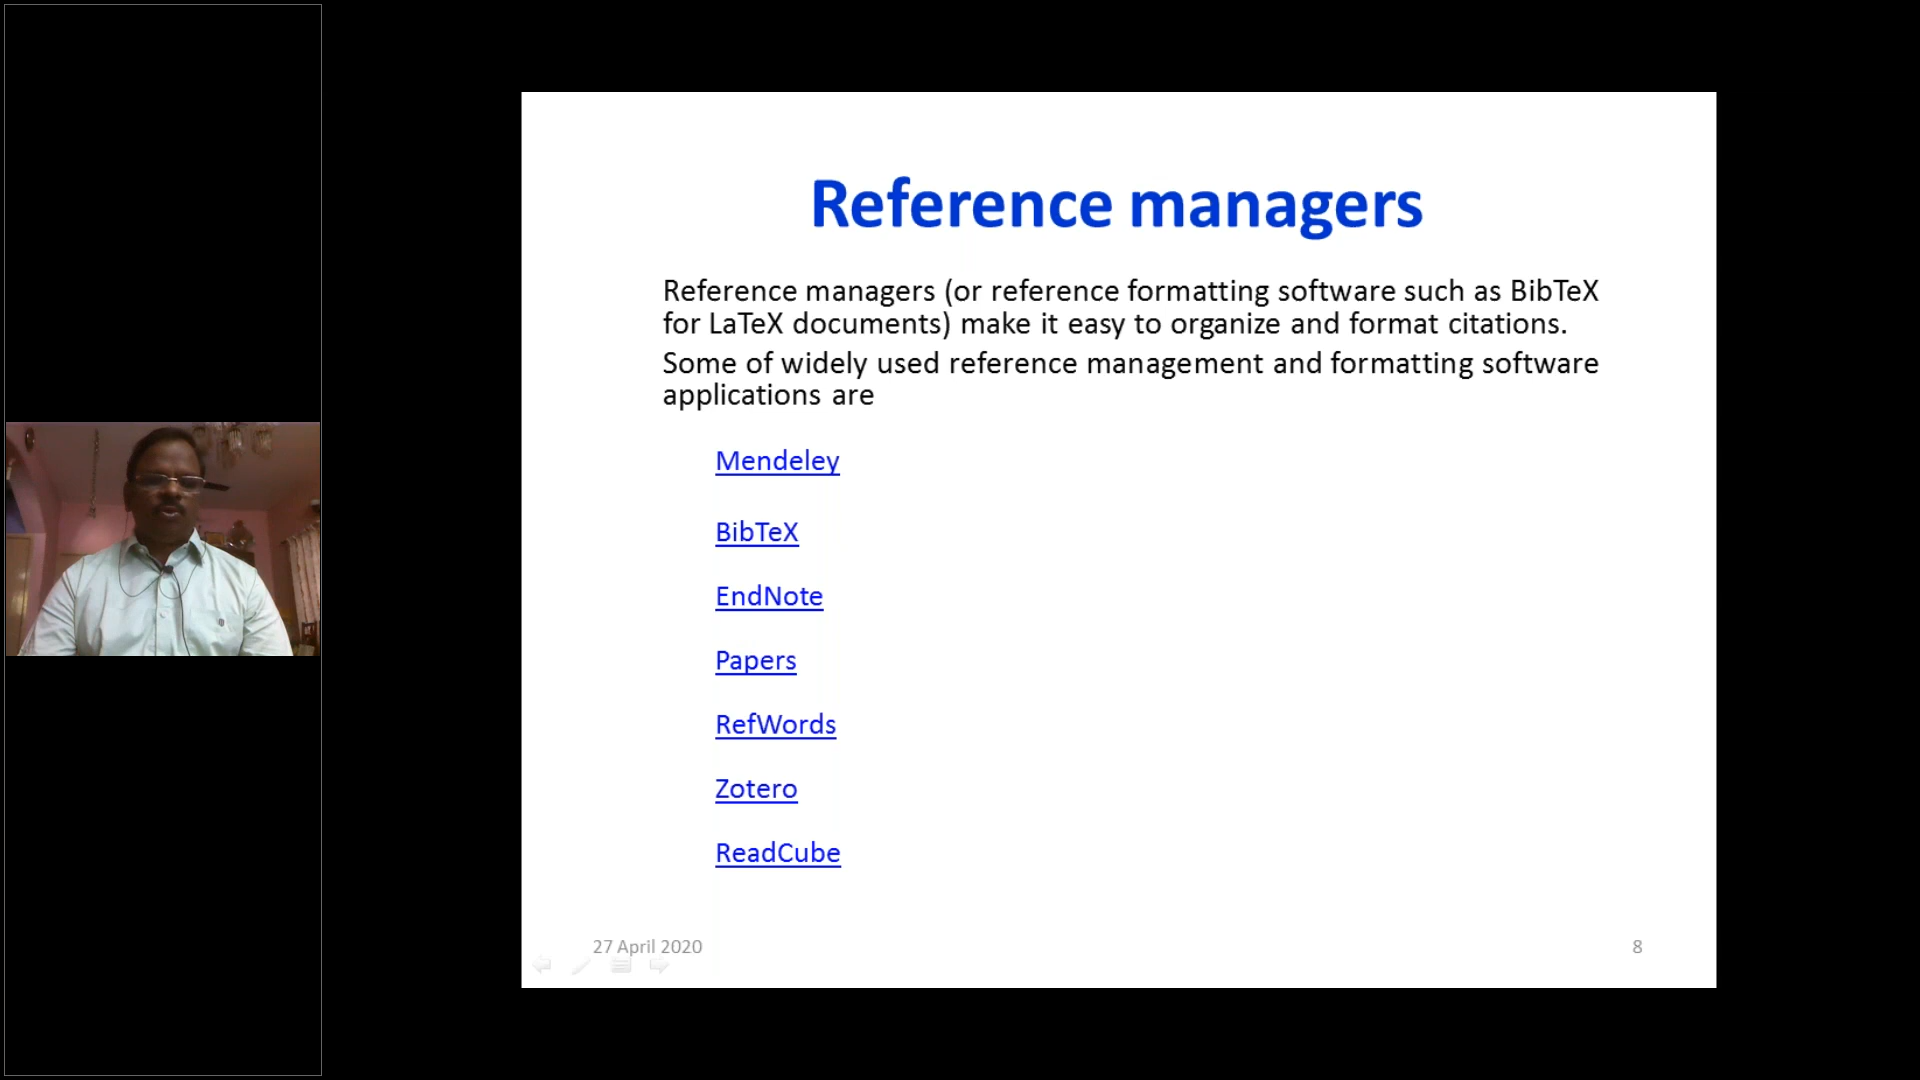 Reference managers
Reference managers (or reference formatting software such as BibTeX
for LaTeX documents) make it easy to organize and format citations.
Some of widely used reference management and formatting software
applications are
Mendeley
BibTeX
EndNote
Papers
RefWords
Zotero
ReadCube
27 April 2020
8